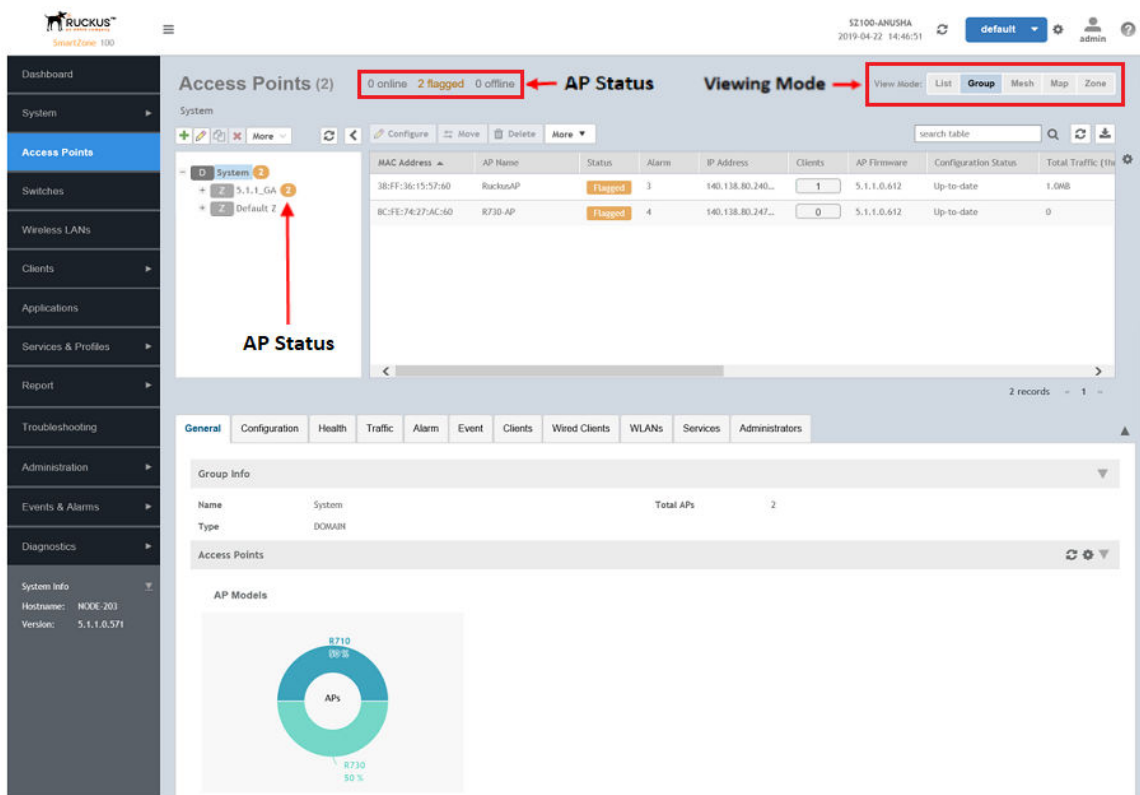 RUCKUS™
SmartZone 100
SZ100-ANUSHA
2019-04-22 14:46:51
default
admin
Dashboard
System
Access Points
Switches
Wireless LANs
Clients
Applications
Services & Profiles
Report
Troubleshooting
Administration
Events & Alarms
Diagnostics
System Info
Hostname: NODE-203
Version: 5.1.1.0.571
Access Points (2)
0 online 2 flagged 0 offline
AP Status
Viewing Mode
View Mode: List Group Mesh Map Zone
System
More
Configure Move Delete More
search table
D System 2
Z 5.1.1_GA 2
Z Default Z
AP Status
MAC Address AP Name Status Alarm IP Address Clients AP Firmware Configuration Status Total Traffic (1h
38:FF:36:15:57:60 RuckusAP Flagged 3 140.138.80.240... 1 5.1.1.0.612 Up-to-date 1.0MB
8C:FE:74:27:AC:60 R730-AP Flagged 4 140.138.80.247... 0 5.1.1.0.612 Up-to-date 0
2 records 1
General Configuration Health Traffic Alarm Event Clients Wired Clients WLANs Services Administrators
Group Info
Name System Total APs 2
Type DOMAIN
Access Points
AP Models
R710
APs
R730
50 %